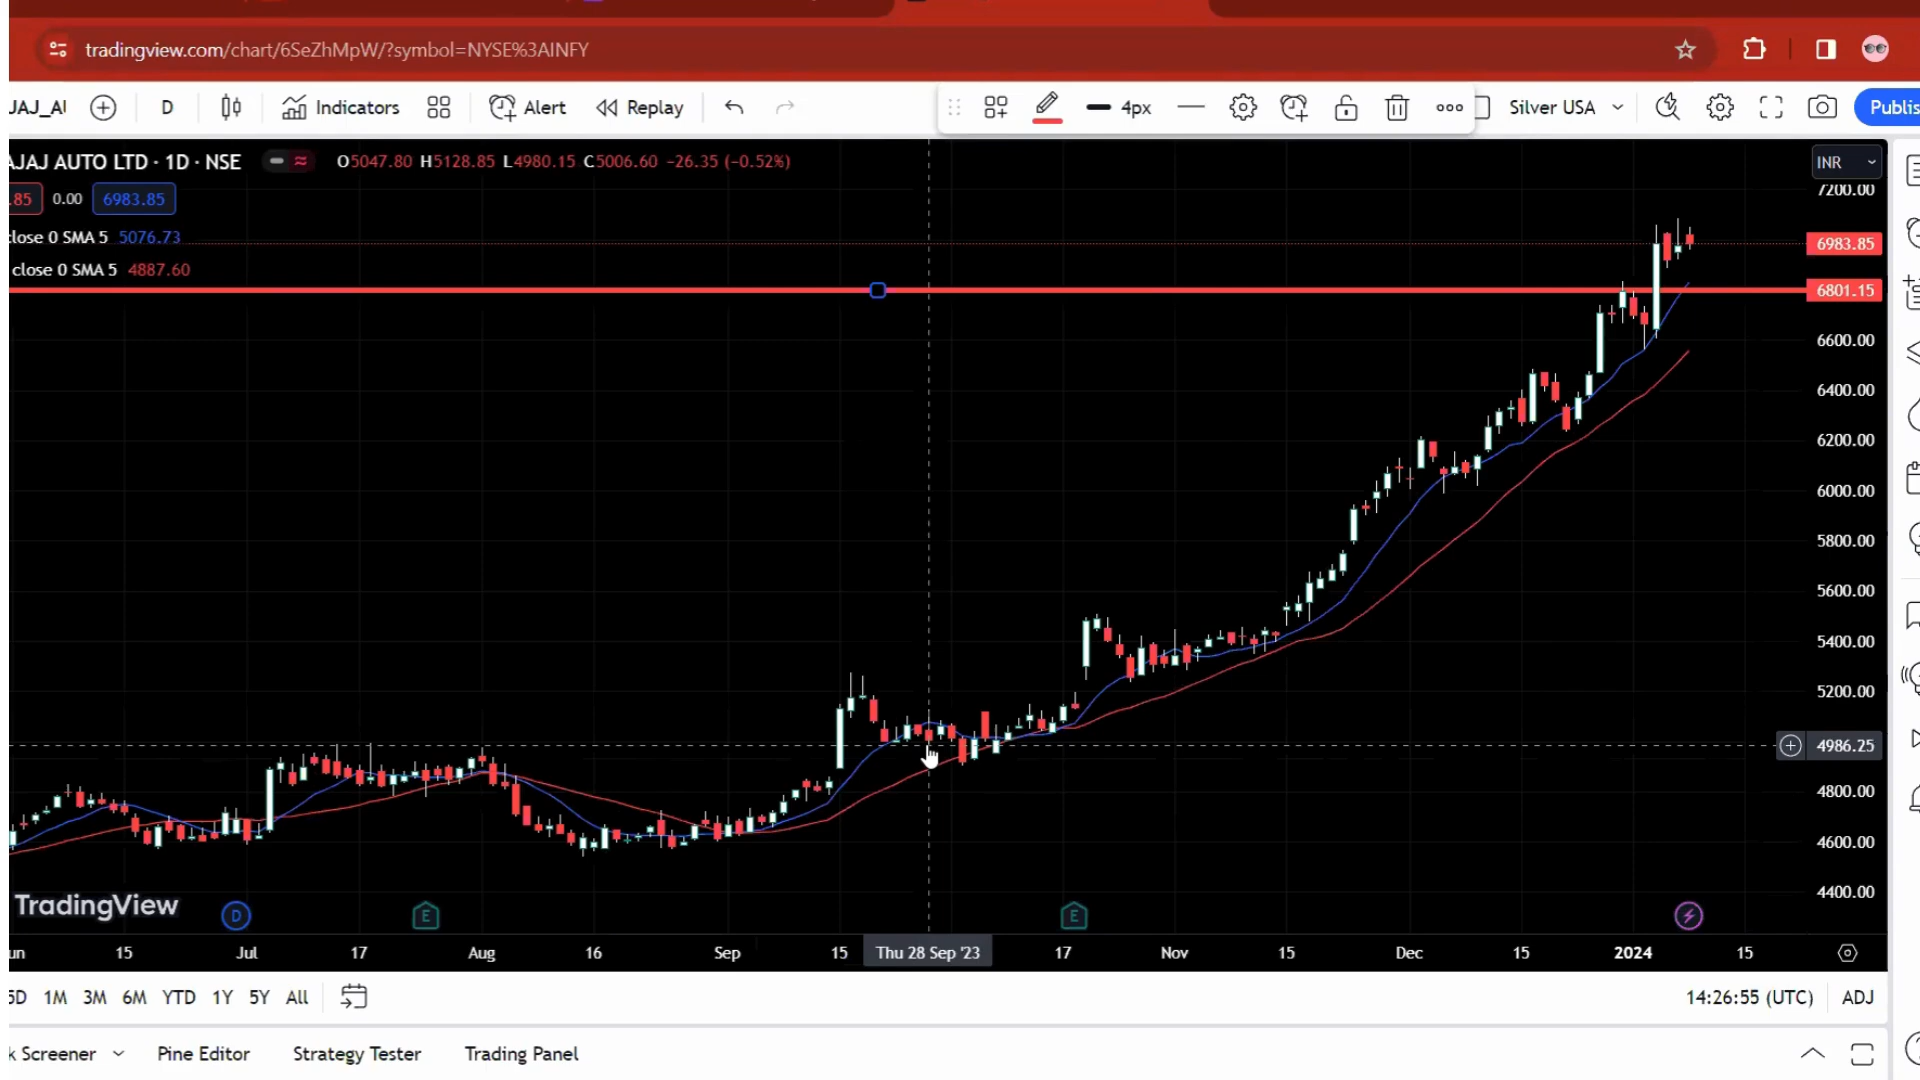 tradingview.com/chart/6SeZhMpW/?symbol=NYSE%3AINFY
JAJ_AU D Indicators Alert Replay 4px Silver USA Publis
AJAJ AUTO LTD · 1D · NSE O5047.80 H5128.85 L4980.15 C5006.60 −26.35 (−0.52%) INR
.85 0.00 6983.85 7200.00
close 0 SMA 5 5076.73
6983.85
close 0 SMA 5 4887.60
6801.15
6600.00
6400.00
6200.00
6000.00
5800.00
5600.00
5400.00
5200.00
4986.25
4800.00
4600.00
4400.00
TradingView
D E E
un 15 Jul 17 Aug 16 Sep 15 Thu 28 Sep '23 17 Nov 15 Dec 15 2024 15
5D 1M 3M 6M YTD 1Y 5Y All 14:26:55 (UTC) ADJ
k Screener Pine Editor Strategy Tester Trading Panel